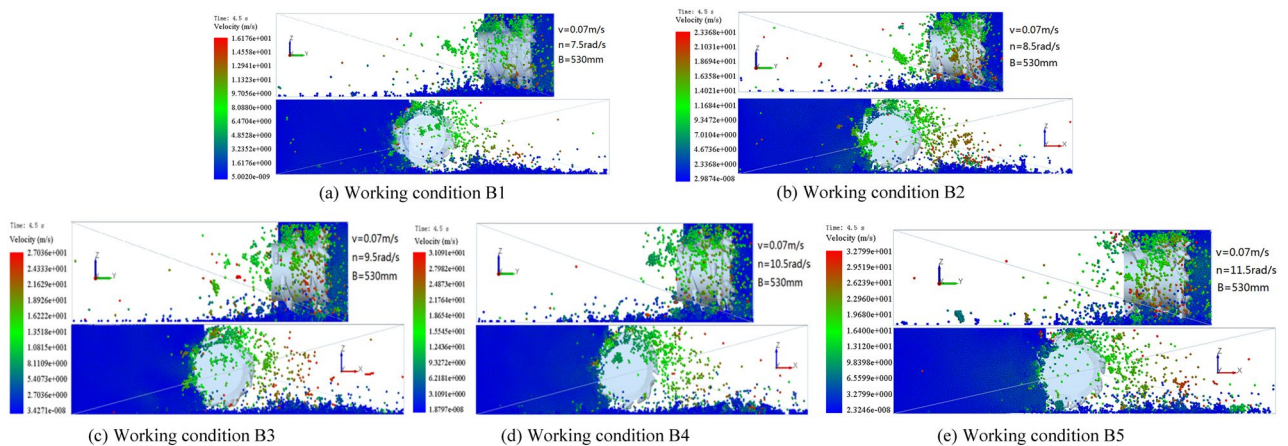 Time: 4.5 s
Velocity (m/s)
1.6176e+001
1.4558e+001
1.2941e+001
1.1323e+001
9.7056e+000
8.0880e+000
6.4704e+000
4.8528e+000
3.2352e+000
1.6176e+000
5.0020e-009
Z
Y
v=0.07m/s
n=7.5rad/s
B=530mm
(a) Working condition B1
Time: 4.5 s
Velocity (m/s)
2.3368e+001
2.1031e+001
1.8694e+001
1.6358e+001
1.4021e+001
1.1684e+001
9.3472e+000
7.0104e+000
4.6736e+000
2.3368e+000
2.9874e-008
Z
Y
v=0.07m/s
n=8.5rad/s
B=530mm
Z
X
(b) Working condition B2
Time: 4.5 s
Velocity (m/s)
2.7036e+001
2.4333e+001
2.1629e+001
1.8926e+001
1.6222e+001
1.3518e+001
1.0815e+001
8.1109e+000
5.4073e+000
2.7036e+000
3.4271e-008
Z
Y
v=0.07m/s
n=9.5rad/s
B=530mm
Z
X
(c) Working condition B3
Time: 4.5 s
Velocity (m/s)
3.1091e+001
2.7982e+001
2.4873e+001
2.1764e+001
1.8654e+001
1.5545e+001
1.2436e+001
9.3272e+000
6.2181e+000
3.1091e+000
1.8797e-008
Z
Y
v=0.07m/s
n=10.5rad/s
B=530mm
Z
X
(d) Working condition B4
Time: 4.5 s
Velocity (m/s)
3.2799e+001
2.9519e+001
2.6239e+001
2.2960e+001
1.9680e+001
1.6400e+001
1.3120e+001
9.8398e+000
6.5599e+000
3.2799e+000
2.3246e-008
Z
Y
v=0.07m/s
n=11.5rad/s
B=530mm
Z
X
(e) Working condition B5